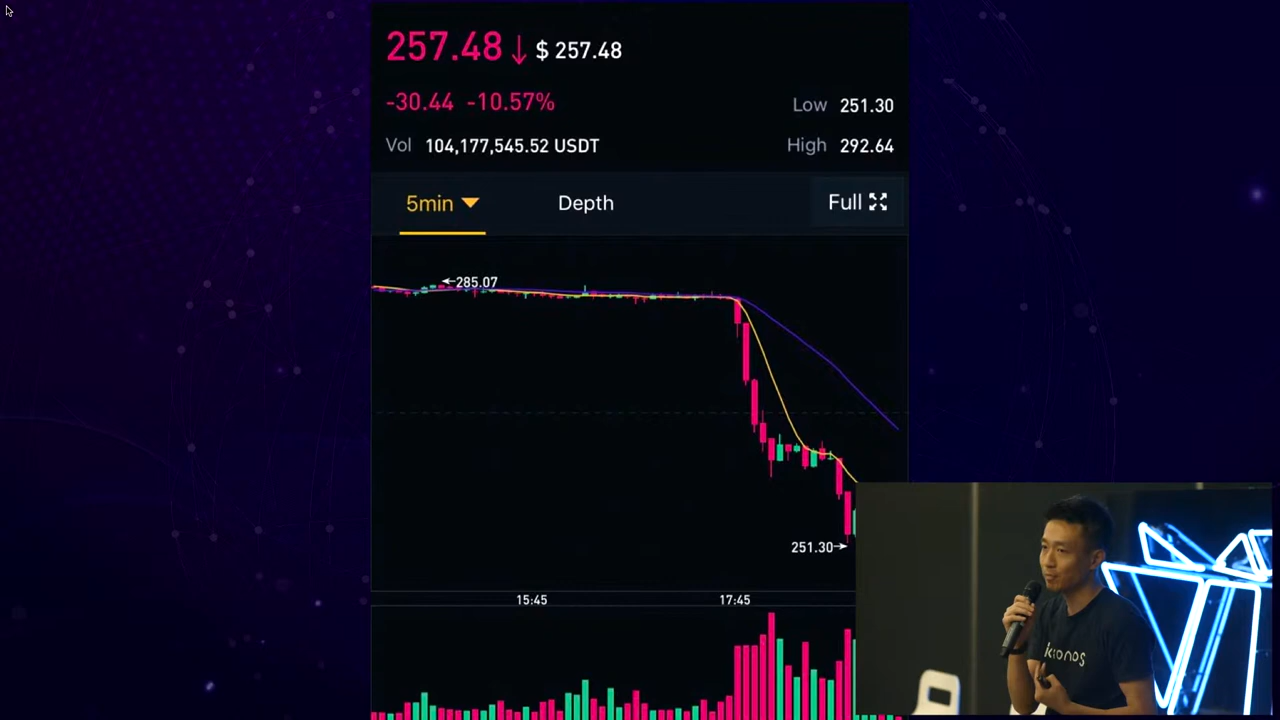 257.48↓ $ 257.48
-30.44 -10.57%
Low 251.30
Vol 104,177,545.52 USDT
High 292.64
5min Depth Full
←285.07
251.30→
15:45 17:45
kronos